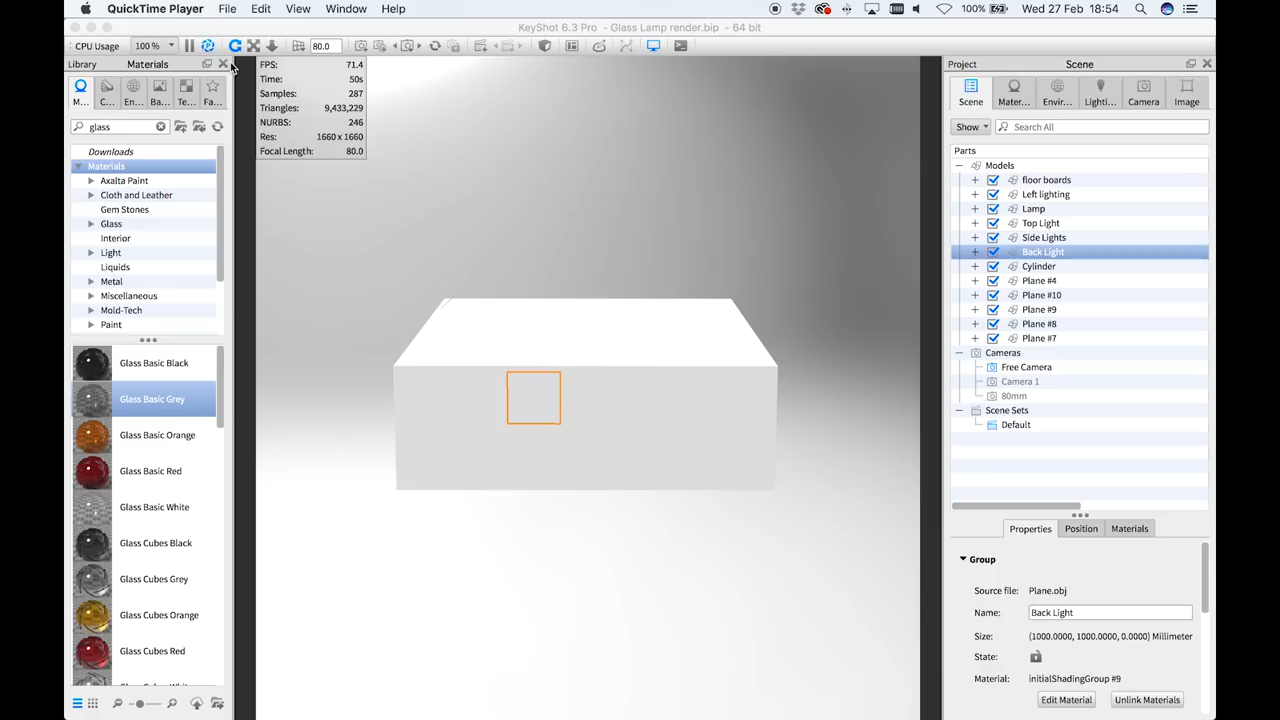 QuickTime Player File Edit View Window Help 100% Wed 27 Feb 18:54
KeyShot 6.3 Pro - Glass Lamp render.bip - 64 bit
CPU Usage 100 % 80.0
Library Materials
M... C... En... Ba... Te... Fa...
glass
Downloads
Materials
Axalta Paint
Cloth and Leather
Gem Stones
Glass
Interior
Light
Liquids
Metal
Miscellaneous
Mold-Tech
Paint
Glass Basic Black
Glass Basic Grey
Glass Basic Orange
Glass Basic Red
Glass Basic White
Glass Cubes Black
Glass Cubes Grey
Glass Cubes Orange
Glass Cubes Red
FPS: 71.4
Time: 50s
Samples: 287
Triangles: 9,433,229
NURBS: 246
Res: 1660 x 1660
Focal Length: 80.0
Project Scene
Scene Mater... Envir... Lighti... Camera Image
Show Search All
Parts
Models
floor boards
Left lighting
Lamp
Top Light
Side Lights
Back Light
Cylinder
Plane #4
Plane #10
Plane #9
Plane #8
Plane #7
Cameras
Free Camera
Camera 1
80mm
Scene Sets
Default
Properties Position Materials
Group
Source file: Plane.obj
Name: Back Light
Size: (1000.0000, 1000.0000, 0.0000) Millimeter
State:
Material: initialShadingGroup #9
Edit Material Unlink Materials